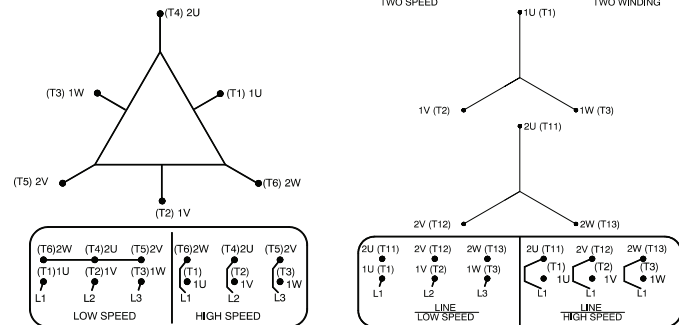 TWO SPEED TWO WINDING
(T4) 2U
(T3) 1W
(T1) 1U
(T5) 2V
(T6) 2W
(T2) 1V
(T6)2W (T4)2U (T5)2V
(T1)1U (T2)1V (T3)1W
L1 L2 L3
LOW SPEED
(T6)2W (T4)2U (T5)2V
(T1) (T2) (T3)
1U 1V 1W
L1 L2 L3
HIGH SPEED
1U (T1)
1V (T2)
1W (T3)
2U (T11)
2V (T12)
2W (T13)
2U (T11) 2V (T12) 2W (T13)
1U (T1) 1V (T2) 1W (T3)
L1 L2 L3
LINE
LOW SPEED
2U (T11) 2V (T12) 2W (T13)
(T1) (T2) (T3)
1U 1V 1W
L1 L1 L1
LINE
HIGH SPEED